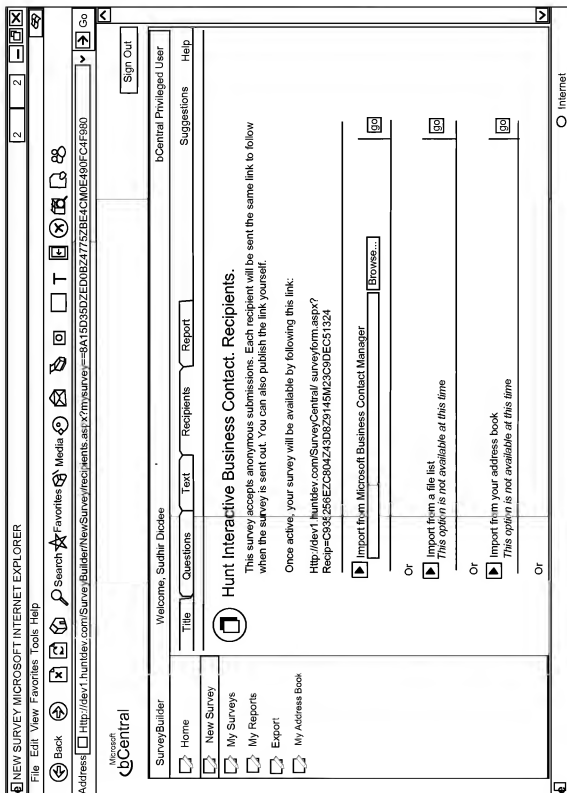 NEW SURVEY MICROSOFT INTERNET EXPLORER
2 2
File Edit View Favorites Tools Help
Back Search Favorites Media T
Address Http://dev1.huntdev.com/SurveyBuilder/NewSurvey/recipients.aspx?mysurvey==8A15D35DZED0BZ4775ZBE4CM0E490FC4F980 Go
Microsoft
bCentral
Sign Out
SurveyBuilder
Welcome, Sudhir Dicdee
bCentral Privileged User
Home
New Survey
My Surveys
My Reports
Export
My Address Book
Title Questions Text Recipients Report Suggestions Help
Hunt Interactive Business Contact. Recipients.
This survey accepts anonymous submissions. Each recipient will be sent the same link to follow
when the survey is sent out. You can also publish the link yourself.
Once active, your survey will be available by following this link:
Http://dev1.huntdev.com/SurveyCentral/ surveyform.aspx?
Recip=C935256EZC804Z43D8Z9145M23C9DEC51324
Import from Microsoft Business Contact Manager
Browse... go
Or
Import from a file list go
This option is not available at this time
Or
Import from your address book go
This option is not available at this time
Or
Internet